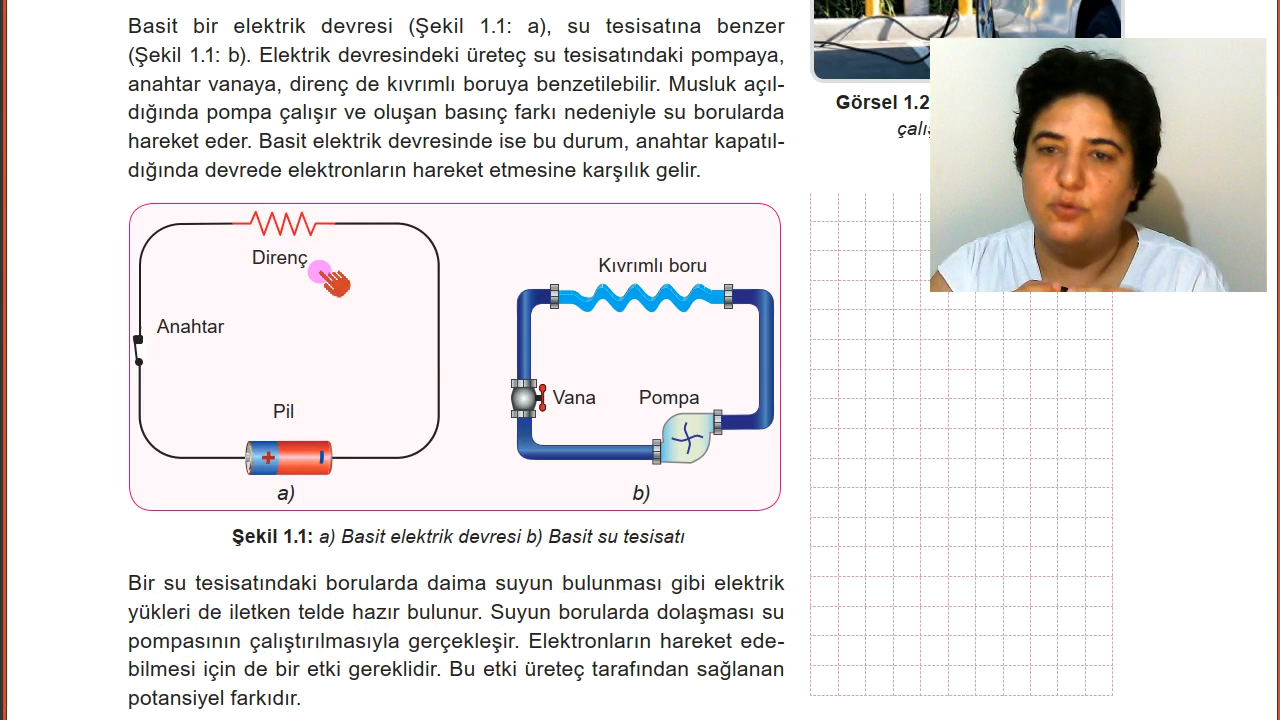 Basit bir elektrik devresi (Şekil 1.1: a), su tesisatına benzer
(Şekil 1.1: b). Elektrik devresindeki üreteç su tesisatındaki pompaya,
anahtar vanaya, direnç de kıvrımlı boruya benzetilebilir. Musluk açıl-
dığında pompa çalışır ve oluşan basınç farkı nedeniyle su borularda
hareket eder. Basit elektrik devresinde ise bu durum, anahtar kapatıl-
dığında devrede elektronların hareket etmesine karşılık gelir.
Görsel 1.2
Direnç
Anahtar
Pil
+
-
a)
Kıvrımlı boru
Vana
Pompa
b)
Şekil 1.1: a) Basit elektrik devresi b) Basit su tesisatı
Bir su tesisatındaki borularda daima suyun bulunması gibi elektrik
yükleri de iletken telde hazır bulunur. Suyun borularda dolaşması su
pompasının çalıştırılmasıyla gerçekleşir. Elektronların hareket ede-
bilmesi için de bir etki gereklidir. Bu etki üreteç tarafından sağlanan
potansiyel farkıdır.